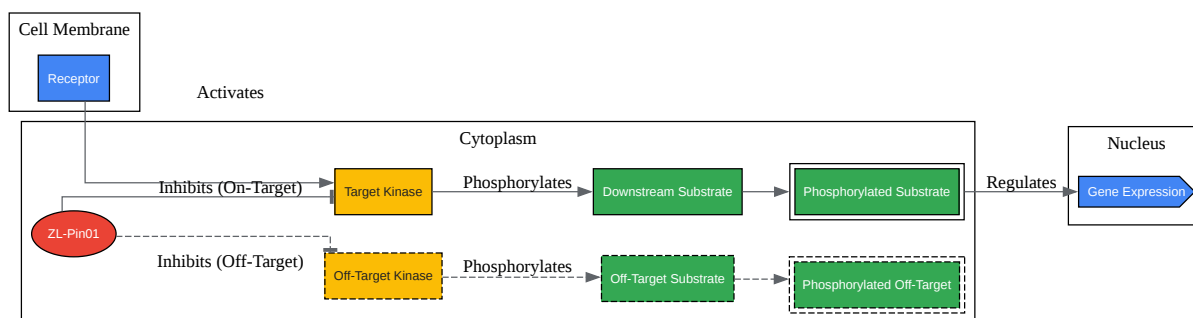 Cell Membrane
Receptor
Activates
Cytoplasm
Nucleus
Inhibits (On-Target)
Target Kinase
Phosphorylates
Downstream Substrate
Phosphorylated Substrate
Regulates
Gene Expression
ZL-Pin01
Inhibits (Off-Target)
Off-Target Kinase
Phosphorylates
Off-Target Substrate
Phosphorylated Off-Target